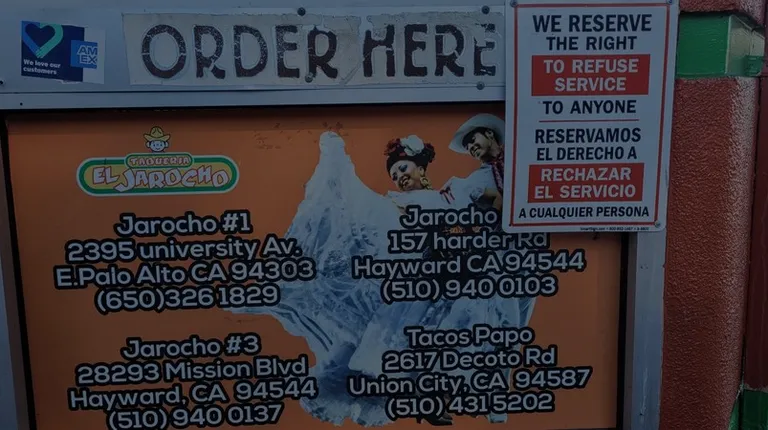 We love our
customers
AM
EX
ORDER HERE
WE RESERVE
THE RIGHT
TO REFUSE
SERVICE
TO ANYONE
RESERVAMOS
EL DERECHO A
RECHAZAR
EL SERVICIO
A CUALQUIER PERSONA
TAQUERIA
EL JAROCHO
Jarocho #1
2395 university Av.
E.Palo Alto CA 94303
(650)326 1829
Jarocho
157 harder Rd
Hayward CA 94544
(510) 940 0103
Jarocho #3
28293 Mission Blvd
Hayward, CA 94544
(510) 940 0137
Tacos Papo
2617 Decoto Rd
Union City, CA 94587
(510) 431 5202